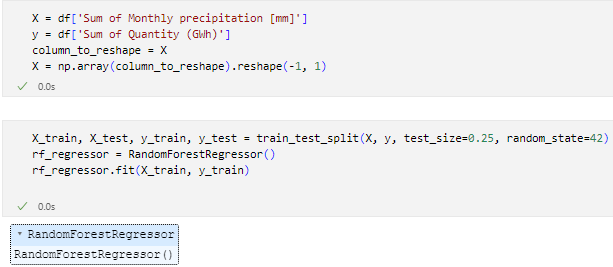 X = df['Sum of Monthly precipitation [mm]']
y = df['Sum of Quantity (GWh)']
column_to_reshape = X
X = np.array(column_to_reshape).reshape(-1, 1)
✓ 0.0s
X_train, X_test, y_train, y_test = train_test_split(X, y, test_size=0.25, random_state=42)
rf_regressor = RandomForestRegressor()
rf_regressor.fit(X_train, y_train)
✓ 0.0s
▾ RandomForestRegressor
RandomForestRegressor()